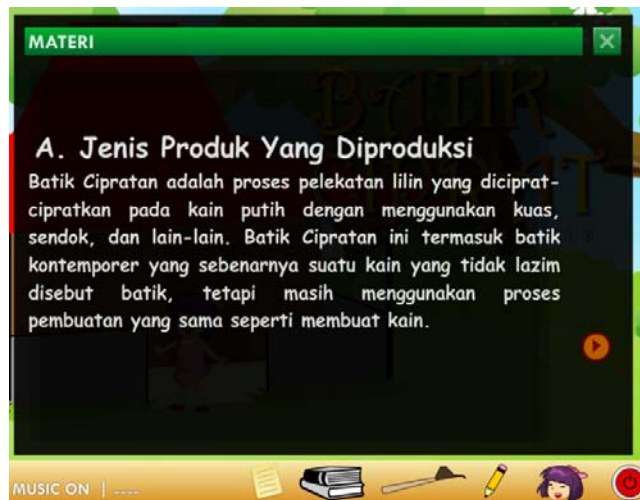 MATERI
BATIK
A. Jenis Produk Yang Diproduksi
Batik Cipratan adalah proses pelekatan lilin yang diciprat-
cipratkan pada kain putih dengan menggunakan kuas,
sendok, dan lain-lain. Batik Cipratan ini termasuk batik
kontemporer yang sebenarnya suatu kain yang tidak lazim
disebut batik, tetapi masih menggunakan proses
pembuatan yang sama seperti membuat kain.
MUSIC ON | ----